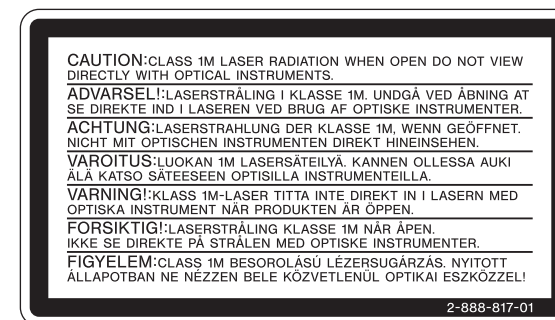 CAUTION:CLASS 1M LASER RADIATION WHEN OPEN DO NOT VIEW
DIRECTLY WITH OPTICAL INSTRUMENTS.
ADVARSEL!:LASERSTRÅLING I KLASSE 1M. UNDGÅ VED ÅBNING AT
SE DIREKTE IND I LASEREN VED BRUG AF OPTISKE INSTRUMENTER.
ACHTUNG:LASERSTRAHLUNG DER KLASSE 1M, WENN GEÖFFNET.
NICHT MIT OPTISCHEN INSTRUMENTEN DIREKT HINEINSEHEN.
VAROITUS:LUOKAN 1M LASERSÄTEILYÄ. KANNEN OLLESSA AUKI
ÄLÄ KATSO SÄTEESEEN OPTISILLA INSTRUMENTEILLA.
VARNING!:KLASS 1M-LASER TITTA INTE DIREKT IN I LASERN MED
OPTISKA INSTRUMENT NÄR PRODUKTEN ÄR ÖPPEN.
FORSIKTIG!:LASERSTRÅLING KLASSE 1M NÅR ÅPEN.
IKKE SE DIREKTE PÅ STRÅLEN MED OPTISKE INSTRUMENTER.
FIGYELEM:CLASS 1M BESOROLÁSÚ LÉZERSUGÁRZÁS. NYITOTT
ÁLLAPOTBAN NE NÉZZEN BELE KÖZVETLENÜL OPTIKAI ESZKÖZZEL!
2-888-817-01